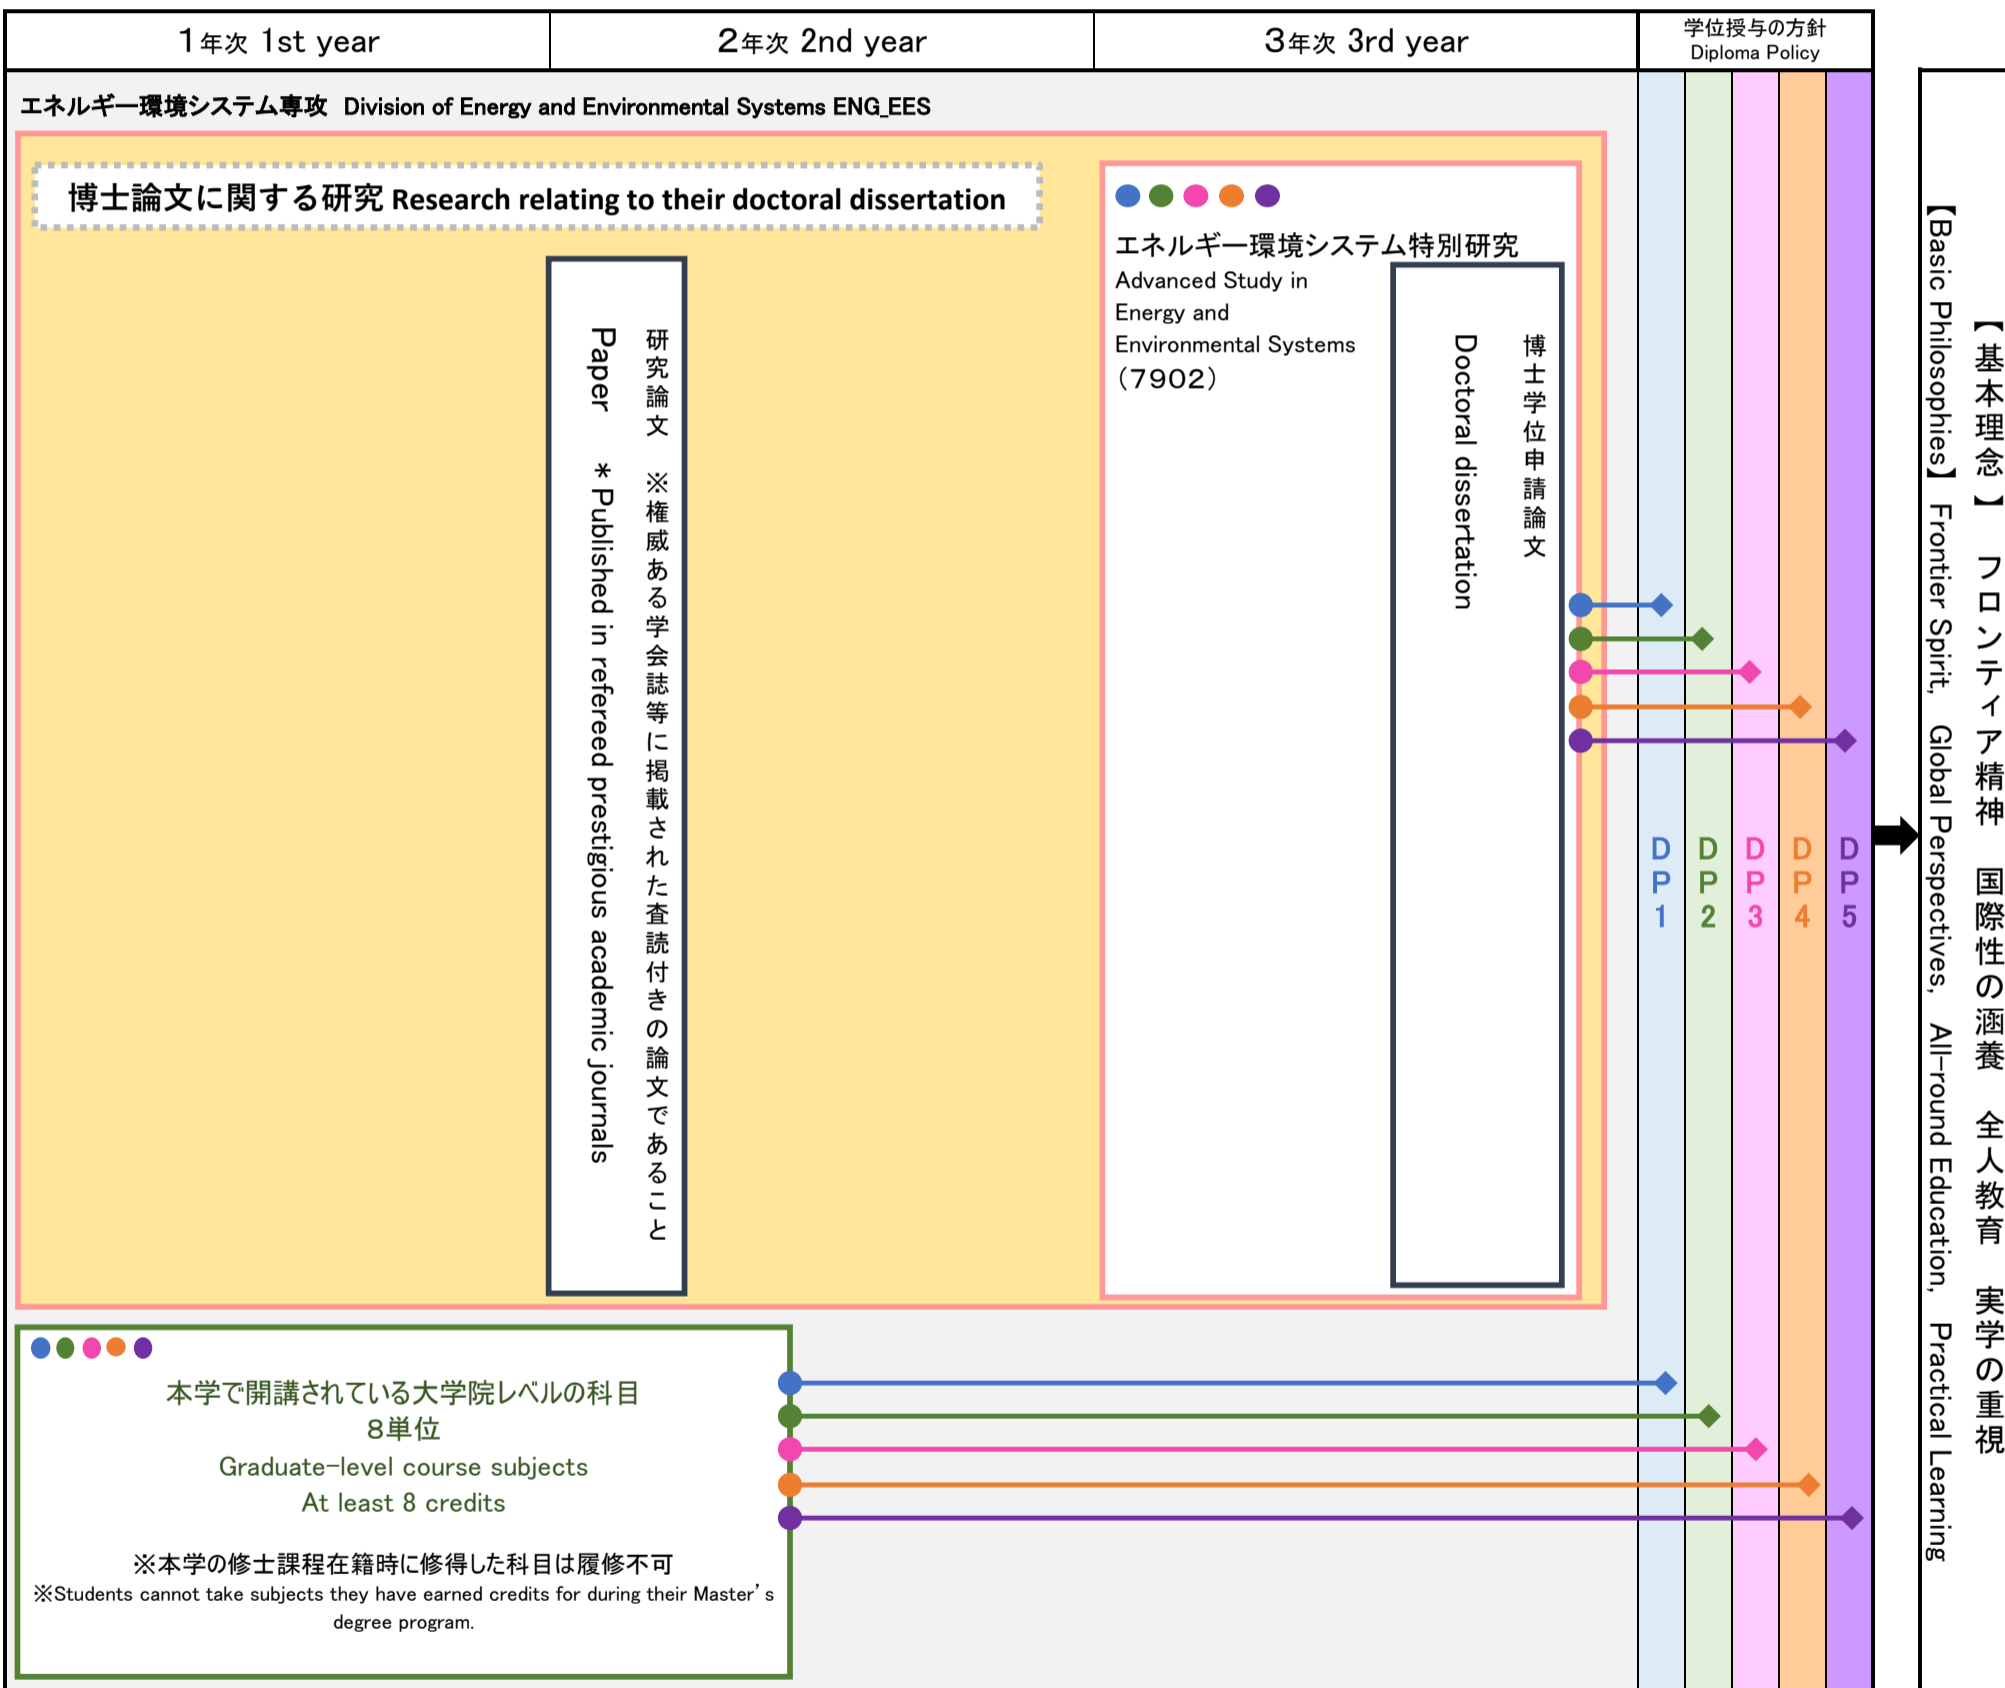 1年次 1st year
2年次 2nd year
3年次 3rd year
学位授与の方針
Diploma Policy
エネルギー環境システム専攻 Division of Energy and Environmental Systems ENG_EES
博士論文に関する研究 Research relating to their doctoral dissertation
研究論文 ※権威ある学会誌等に掲載された査読付きの論文であること
Paper *Published in refereed prestigious academic journals
エネルギー環境システム特別研究
Advanced Study in
Energy and
Environmental Systems
(7902)
博士学位申請論文
Doctoral dissertation
DP1
DP2
DP3
DP4
DP5
本学で開講されている大学院レベルの科目
8単位
Graduate-level course subjects
At least 8 credits
※本学の修士課程在籍時に修得した科目は履修不可
※Students cannot take subjects they have earned credits for during their Master's
degree program.
【基本理念】 フロンティア精神 国際性の涵養 全人教育 実学の重視
【Basic Philosophies】 Frontier Spirit, Global Perspectives, All-round Education, Practical Learning